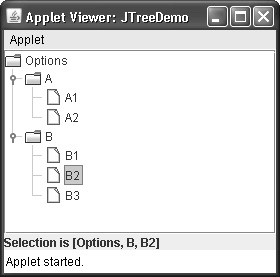 Applet Viewer: JTreeDemo
Applet
Options
A
A1
A2
B
B1
B2
B3
Selection is [Options, B, B2]
Applet started.